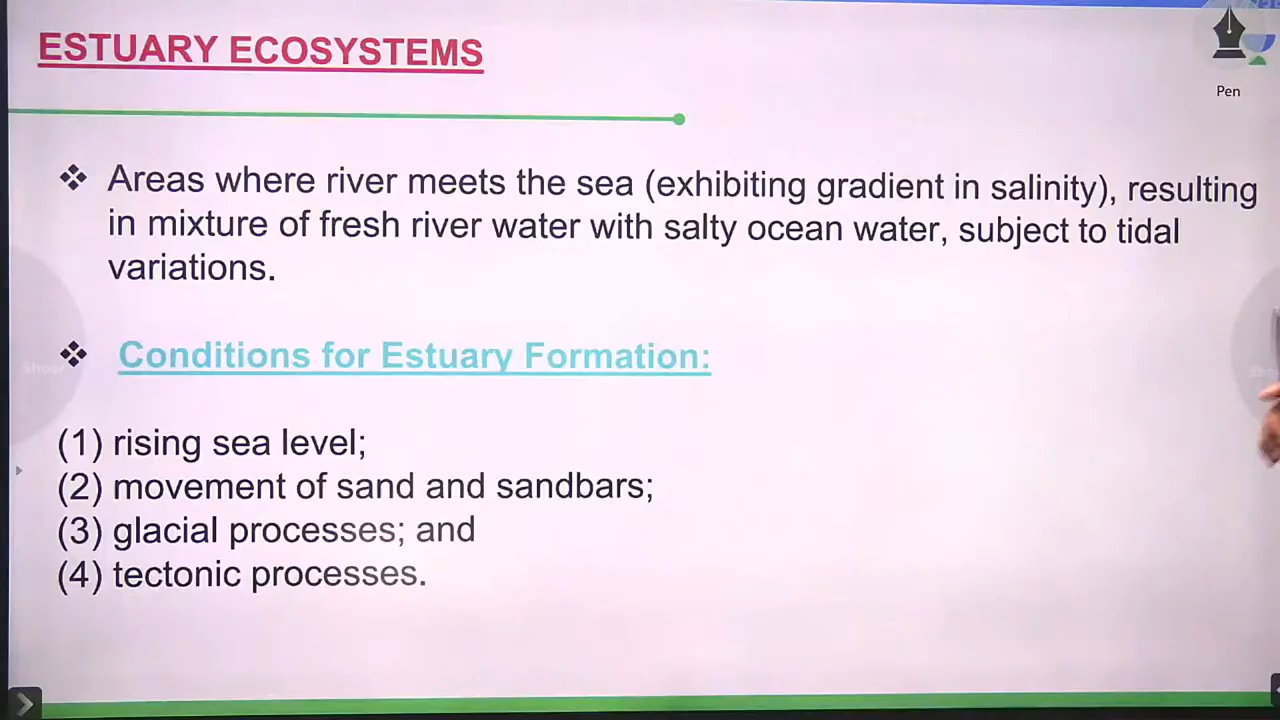 ESTUARY ECOSYSTEMS
Pen
❖ Areas where river meets the sea (exhibiting gradient in salinity), resulting
in mixture of fresh river water with salty ocean water, subject to tidal
variations.
❖ Conditions for Estuary Formation:
Show
(1) rising sea level;
(2) movement of sand and sandbars;
(3) glacial processes; and
(4) tectonic processes.